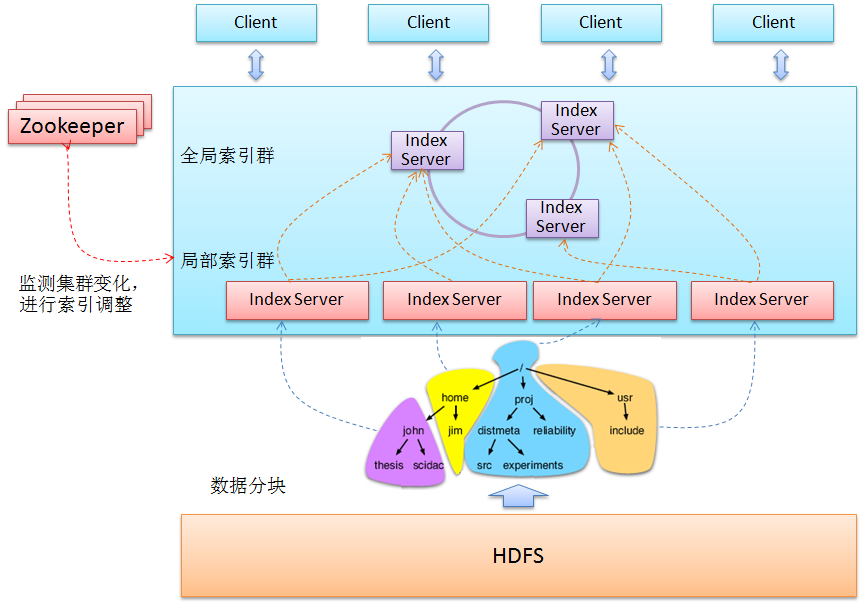 Client
Client
Client
Client
Zookeeper
全局索引群
Index
Server
Index
Server
Index
Server
局部索引群
监测集群变化，
进行索引调整
Index Server
Index Server
Index Server
Index Server
/
home
proj
usr
john
jim
distmeta
reliability
include
thesis
scidac
src
experiments
数据分块
HDFS